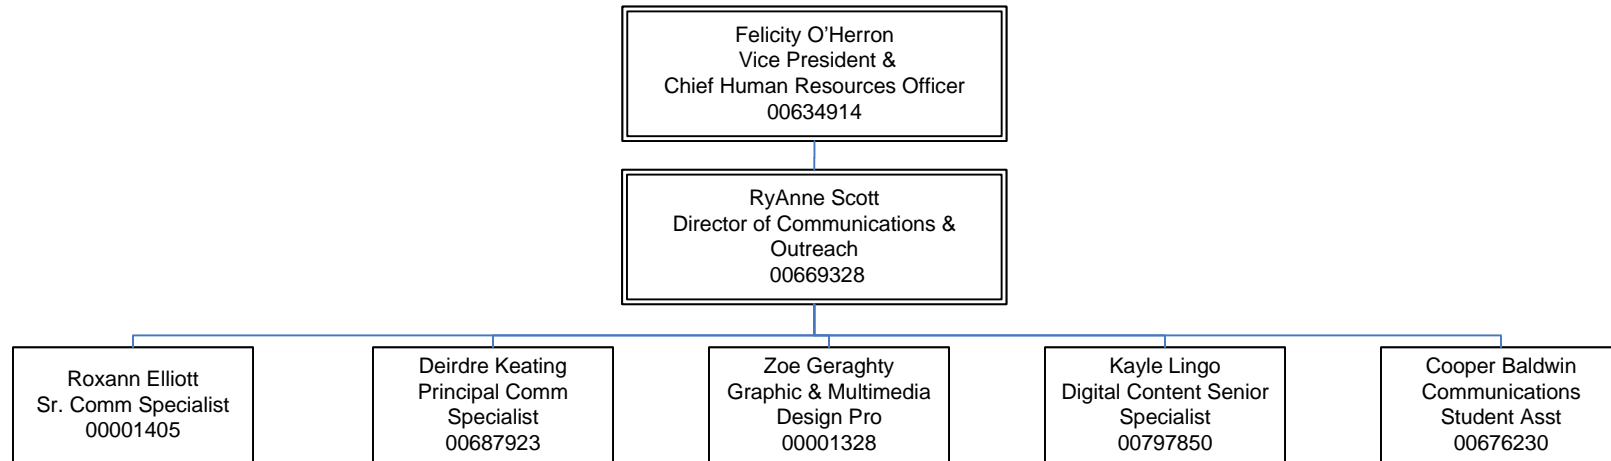 Felicity O’Herron
Vice President &
Chief Human Resources Officer
00634914
RyAnne Scott
Director of Communications &
Outreach
00669328
Roxann Elliott
Sr. Comm Specialist
00001405
Deirdre Keating
Principal Comm
Specialist
00687923
Zoe Geraghty
Graphic & Multimedia
Design Pro
00001328
Kayle Lingo
Digital Content Senior
Specialist
00797850
Cooper Baldwin
Communications
Student Asst
00676230